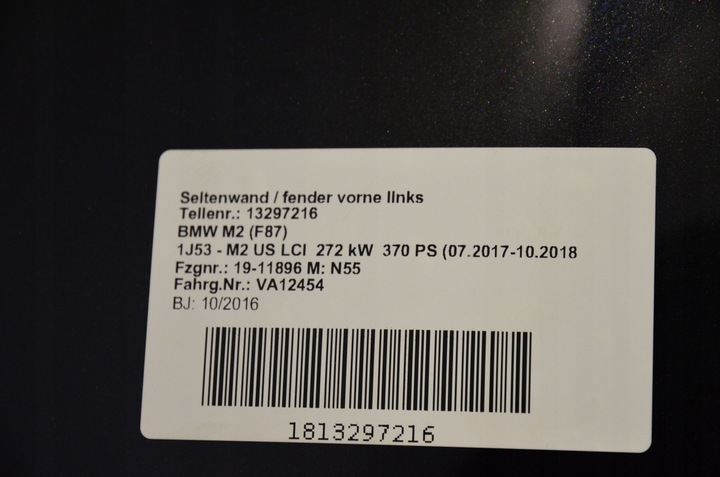 Seltenwand / fender vorne lInks
Tellenr.: 13297216
BMW M2 (F87)
1J53 - M2 US LCI 272 kW 370 PS (07.2017-10.2018
Fzgnr.: 19-11896 M: N55
Fahrg.Nr.: VA12454
BJ: 10/2016
1813297216